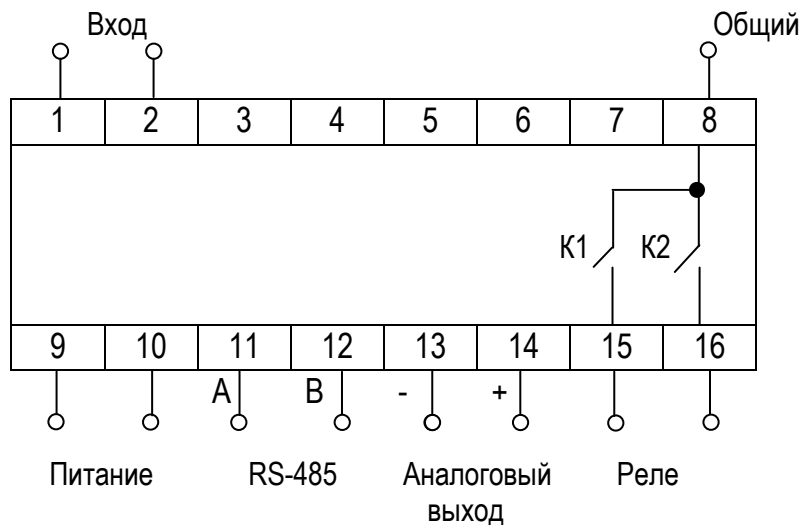 Вход Общий
1 2 3 4 5 6 7 8
К1 К2
9 10 11 12 13 14 15 16
A B - +
Питание RS-485 Аналоговый Реле
выход